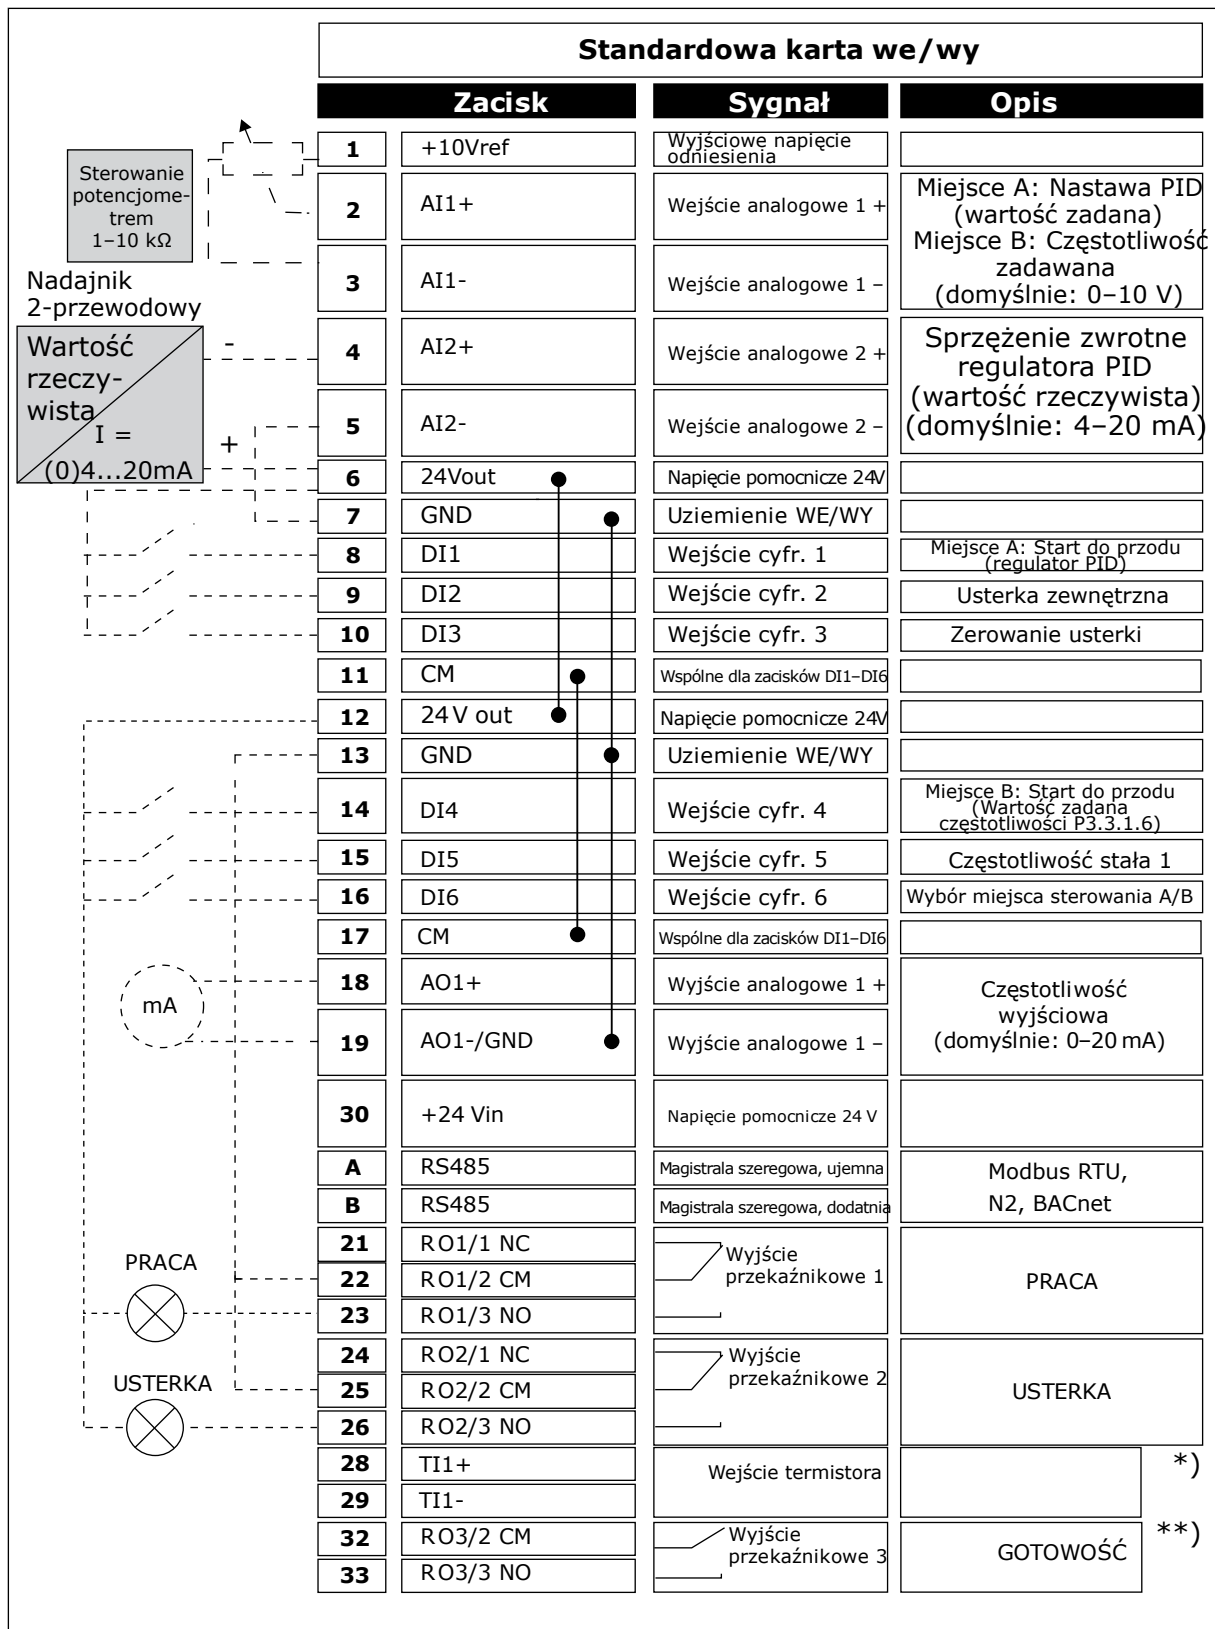 Standardowa karta we/wy
Zacisk Sygnał Opis
Sterowanie
potencjome-
trem
1–10 kΩ
Nadajnik
2-przewodowy
Wartość
rzeczy-
wista
I =
(0)4...20mA
-
+
1 +10Vref Wyjściowe napięcie
odniesienia
2 AI1+ Wejście analogowe 1 +
3 AI1- Wejście analogowe 1 –
Miejsce A: Nastawa PID
(wartość zadana)
Miejsce B: Częstotliwość
zadawana
(domyślnie: 0–10 V)
4 AI2+ Wejście analogowe 2 +
5 AI2- Wejście analogowe 2 –
Sprzężenie zwrotne
regulatora PID
(wartość rzeczywista)
(domyślnie: 4–20 mA)
6 24Vout Napięcie pomocnicze 24V
7 GND Uziemienie WE/WY
8 DI1 Wejście cyfr. 1 Miejsce A: Start do przodu
(regulator PID)
9 DI2 Wejście cyfr. 2 Usterka zewnętrzna
10 DI3 Wejście cyfr. 3 Zerowanie usterki
11 CM Wspólne dla zacisków DI1–DI6
12 24 V out Napięcie pomocnicze 24V
13 GND Uziemienie WE/WY
14 DI4 Wejście cyfr. 4 Miejsce B: Start do przodu
(Wartość zadana
częstotliwości P3.3.1.6)
15 DI5 Wejście cyfr. 5 Częstotliwość stała 1
16 DI6 Wejście cyfr. 6 Wybór miejsca sterowania A/B
17 CM Wspólne dla zacisków DI1–DI6
mA
18 AO1+ Wyjście analogowe 1 +
19 AO1-/GND Wyjście analogowe 1 –
Częstotliwość
wyjściowa
(domyślnie: 0–20 mA)
30 +24 Vin Napięcie pomocnicze 24 V
A RS485 Magistrala szeregowa, ujemna
B RS485 Magistrala szeregowa, dodatnia
Modbus RTU,
N2, BACnet
PRACA
21 RO1/1 NC
22 RO1/2 CM
23 RO1/3 NO
Wyjście
przekaźnikowe 1
PRACA
USTERKA
24 RO2/1 NC
25 RO2/2 CM
26 RO2/3 NO
Wyjście
przekaźnikowe 2
USTERKA
28 TI1+ Wejście termistora *)
29 TI1-
32 RO3/2 CM
33 RO3/3 NO
Wyjście
przekaźnikowe 3
GOTOWOŚĆ **)